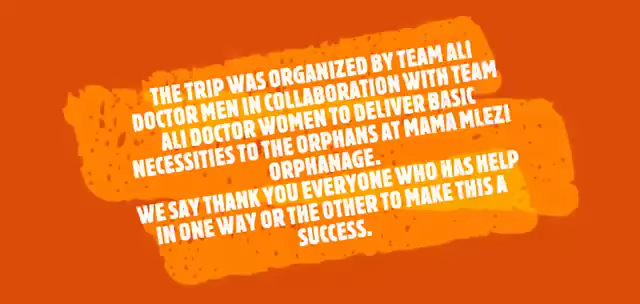 THE TRIP WAS ORGANIZED BY TEAM ALI
DOCTOR MEN IN COLLABORATION WITH TEAM
ALI DOCTOR WOMEN TO DELIVER BASIC
NECESSITIES TO THE ORPHANS AT MAMA MLEZI
ORPHANAGE.
WE SAY THANK YOU EVERYONE WHO HAS HELP
IN ONE WAY OR THE OTHER TO MAKE THIS A
SUCCESS.